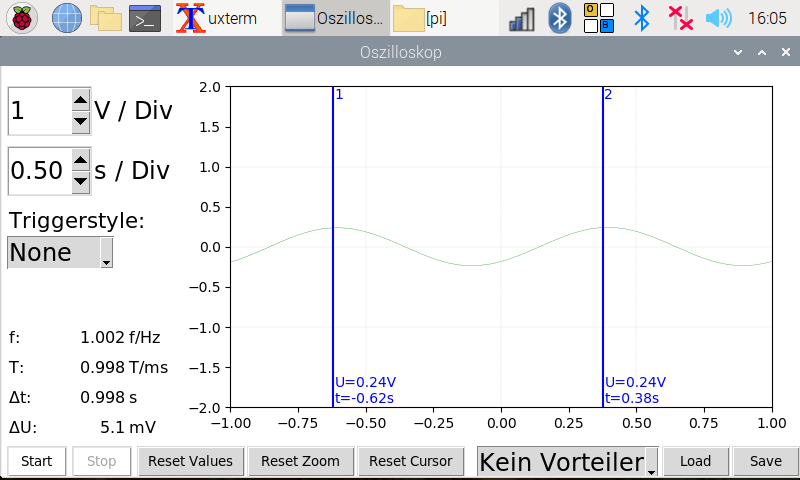 uxterm Oszillos... [pi] O B 16:05
Oszilloskop
1 V / Div
0.50 s / Div
Triggerstyle:
None
f: 1.002 f/Hz
T: 0.998 T/ms
Δt: 0.998 s
ΔU: 5.1 mV
2.0
1.5
1.0
0.5
0.0
−0.5
−1.0
−1.5
−2.0
1 2
U=0.24V U=0.24V
t=-0.62s t=0.38s
−1.00 −0.75 −0.50 −0.25 0.00 0.25 0.50 0.75 1.00
Start Stop Reset Values Reset Zoom Reset Cursor Kein Vorteiler Load Save